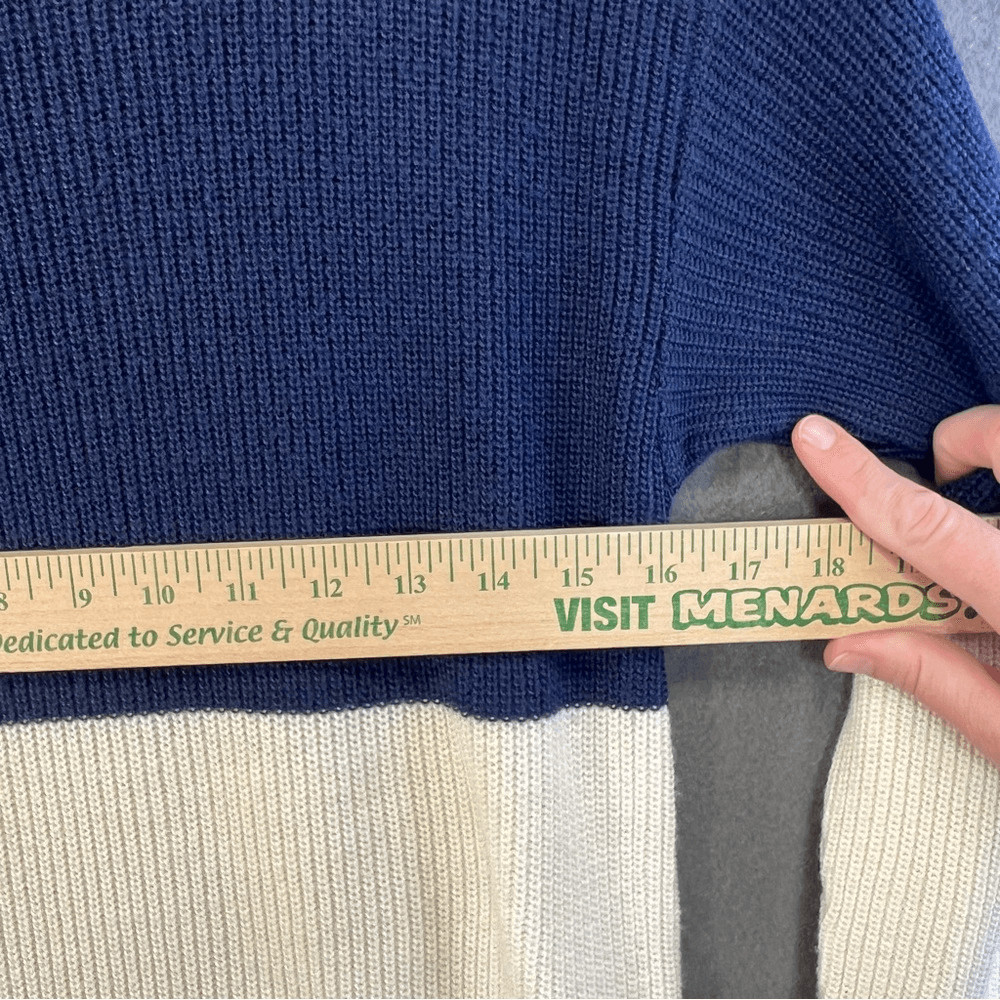 8 9 10 11 12 13 14 15 16 17 18
Dedicated to Service & Quality SM VISIT MENARDS.